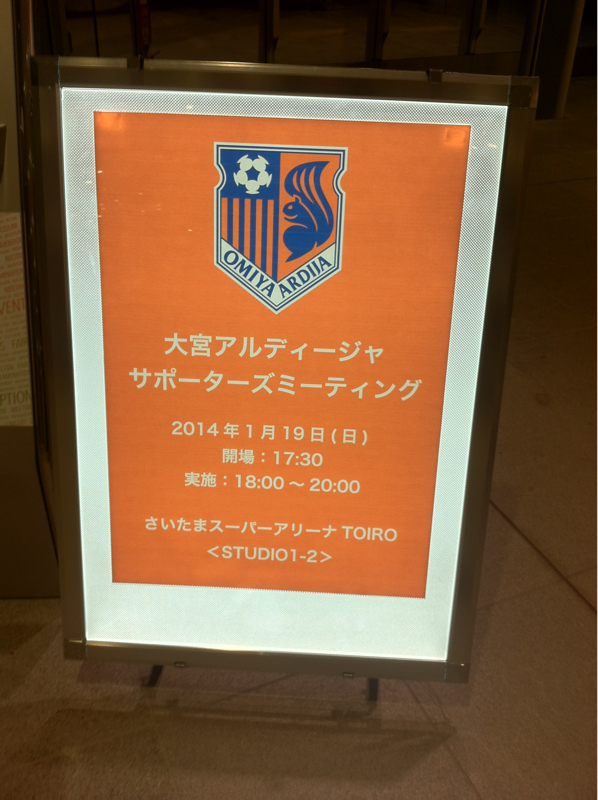 OMIYA ARDIJA
大宮アルディージャ
サポーターズミーティング
2014年1月19日(日)
開場:17:30
実施:18:00～20:00
さいたまスーパーアリーナ TOIRO
＜STUDIO1-2＞